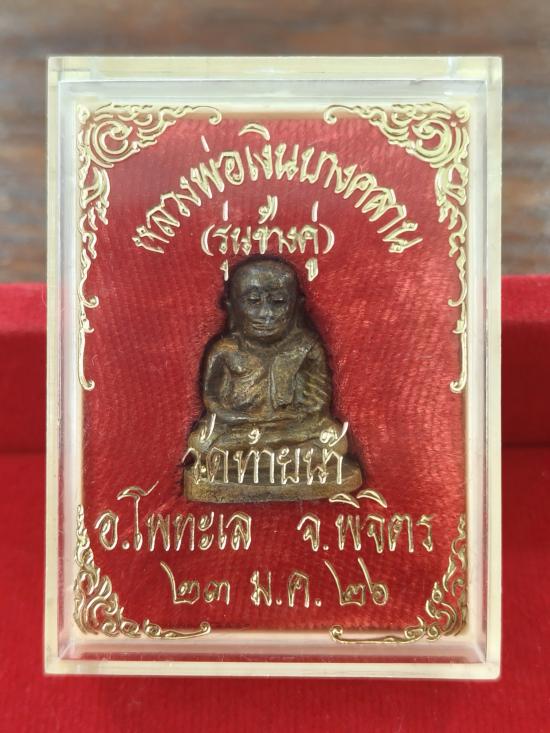 หลวงพ่อเงินบางคลาน
(รุ่นช้างคู่)
วัดท้ายน้ำ
อ.โพทะเล จ.พิจิตร
๒๓ ม.ค. ๒๖